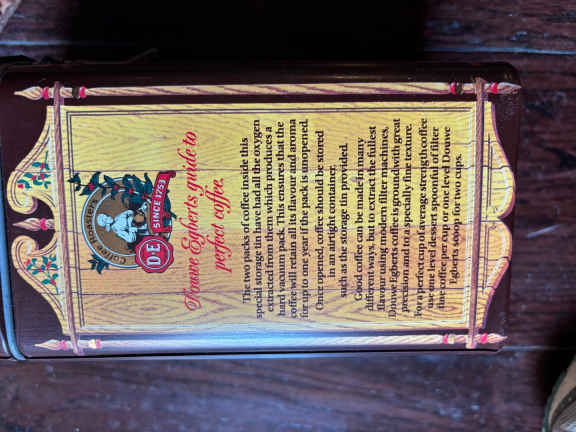 Coffee Traders
D·E
SINCE 1753
Douwe Egberts guide to
perfect coffee.
The two packs of coffee inside this
special storage tin have had all the oxygen
extracted from them which produces a
hard vacuum pack. This ensures that the
coffee will retain all its flavour and aroma
for up to one year if the pack is unopened.
Once opened, coffee should be stored
in an airtight container,
such as the storage tin provided.
Good coffee can be made in many
different ways, but to extract the fullest
flavour using modern filter machines,
Douwe Egberts coffee is ground with great
precision and to a specially fine texture.
For a perfect cup of average strength coffee
use one level dessert spoonful of filter
fine coffee per cup or one level Douwe
Egberts scoop for two cups.